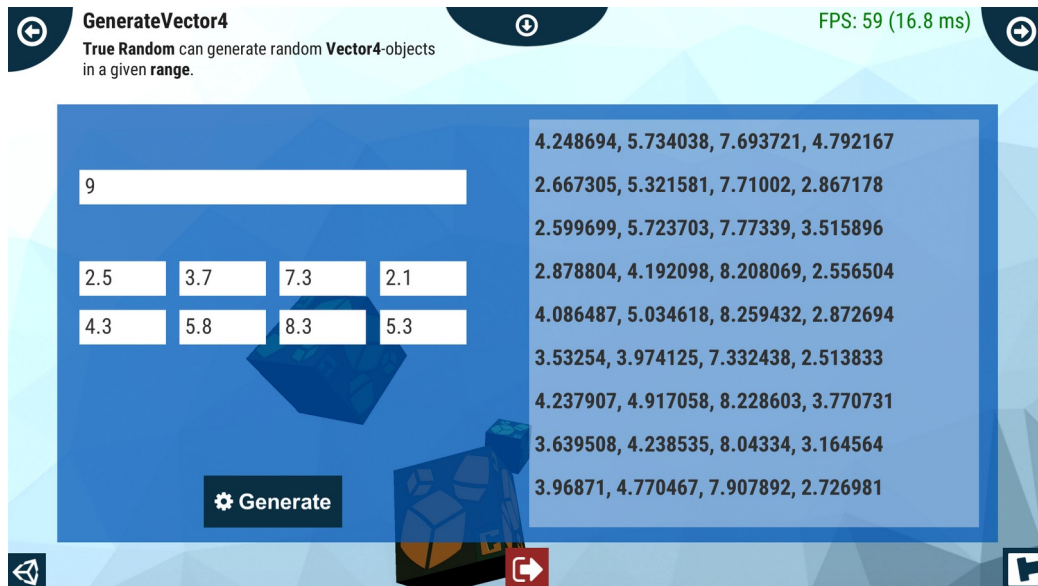 GenerateVector4
True Random can generate random Vector4-objects
in a given range.
FPS: 59 (16.8 ms)
9
2.5 3.7 7.3 2.1
4.3 5.8 8.3 5.3
Generate
4.248694, 5.734038, 7.693721, 4.792167
2.667305, 5.321581, 7.71002, 2.867178
2.599699, 5.723703, 7.77339, 3.515896
2.878804, 4.192098, 8.208069, 2.556504
4.086487, 5.034618, 8.259432, 2.872694
3.53254, 3.974125, 7.332438, 2.513833
4.237907, 4.917058, 8.228603, 3.770731
3.639508, 4.238535, 8.04334, 3.164564
3.96871, 4.770467, 7.907892, 2.726981